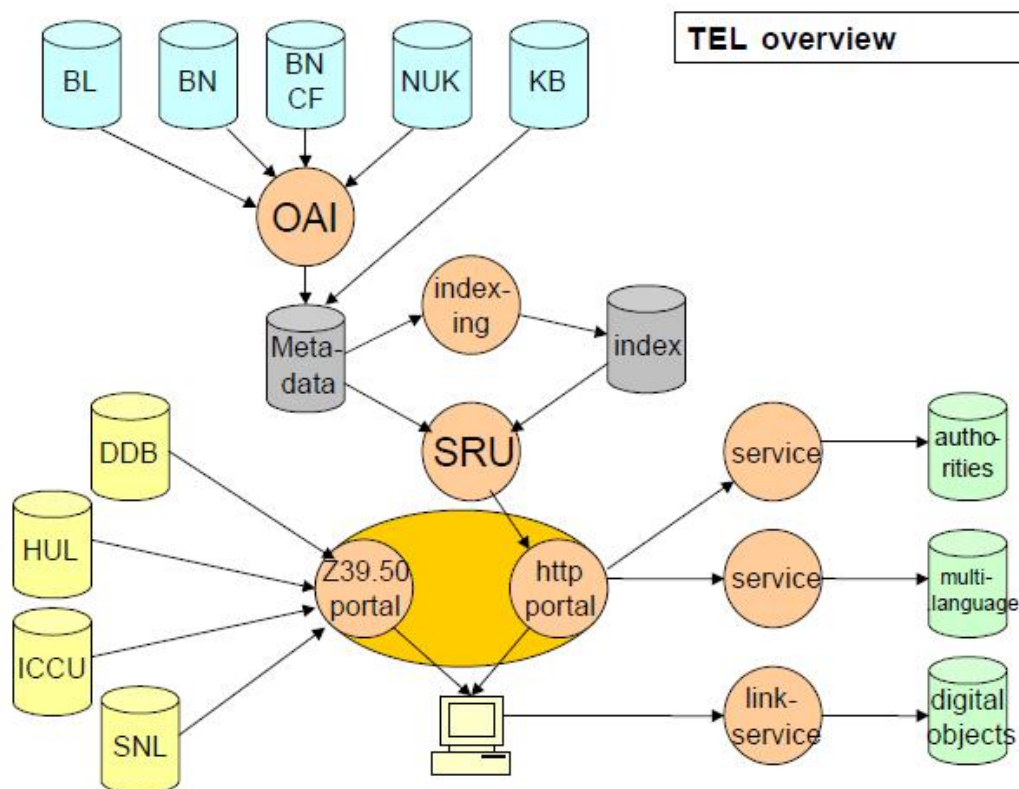 TEL overview
BL
BN
BN
CF
NUK
KB
OAI
index-
ing
Meta-
data
index
SRU
DDB
HUL
ICCU
SNL
Z39.50
portal
http
portal
service
autho-
rities
service
multi-
.language
link-
service
digital
objects